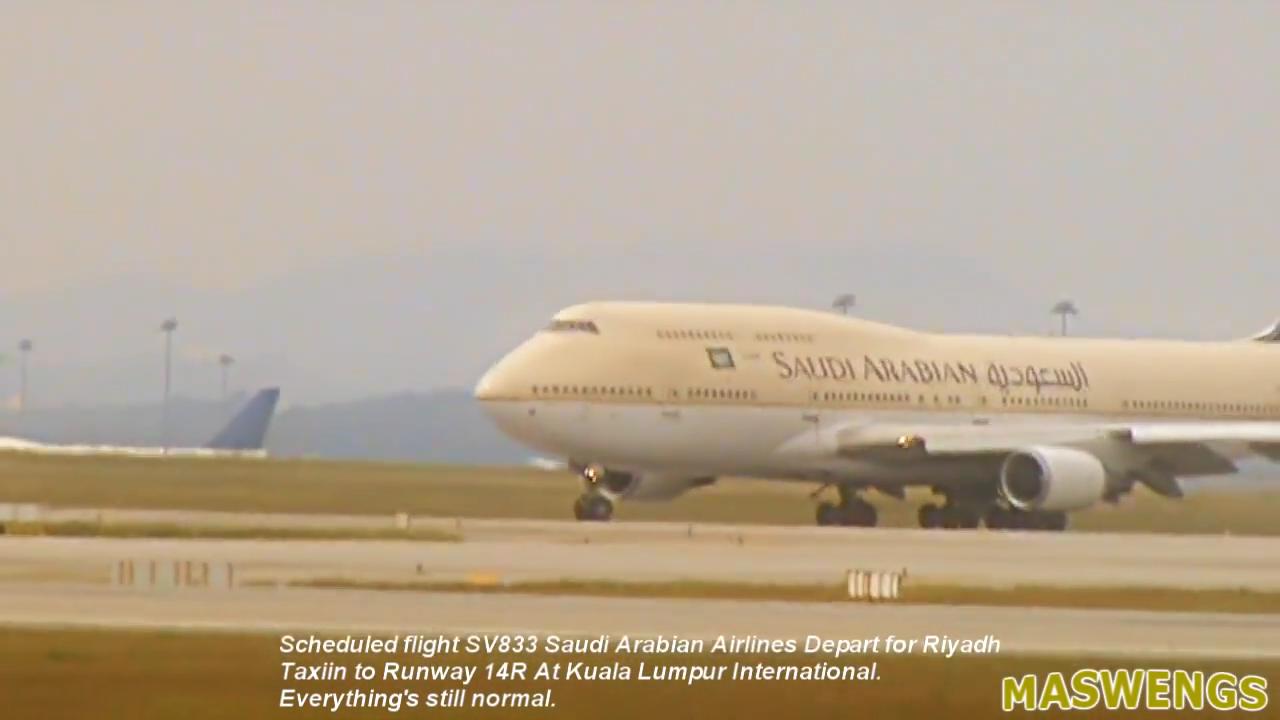 SAUDI ARABIAN السعودية
Scheduled flight SV833 Saudi Arabian Airlines Depart for Riyadh
Taxiin to Runway 14R At Kuala Lumpur International.
Everything's still normal.
MASWENGS